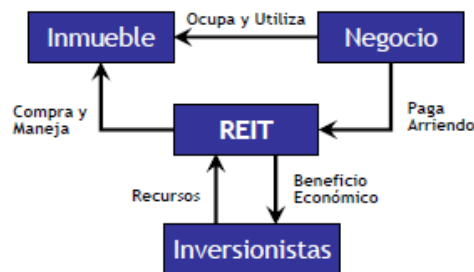 Ocupa y Utiliza
Inmueble
Negocio
Compra y
Maneja
Paga
Arriendo
REIT
Recursos
Beneficio
Económico
Inversionistas